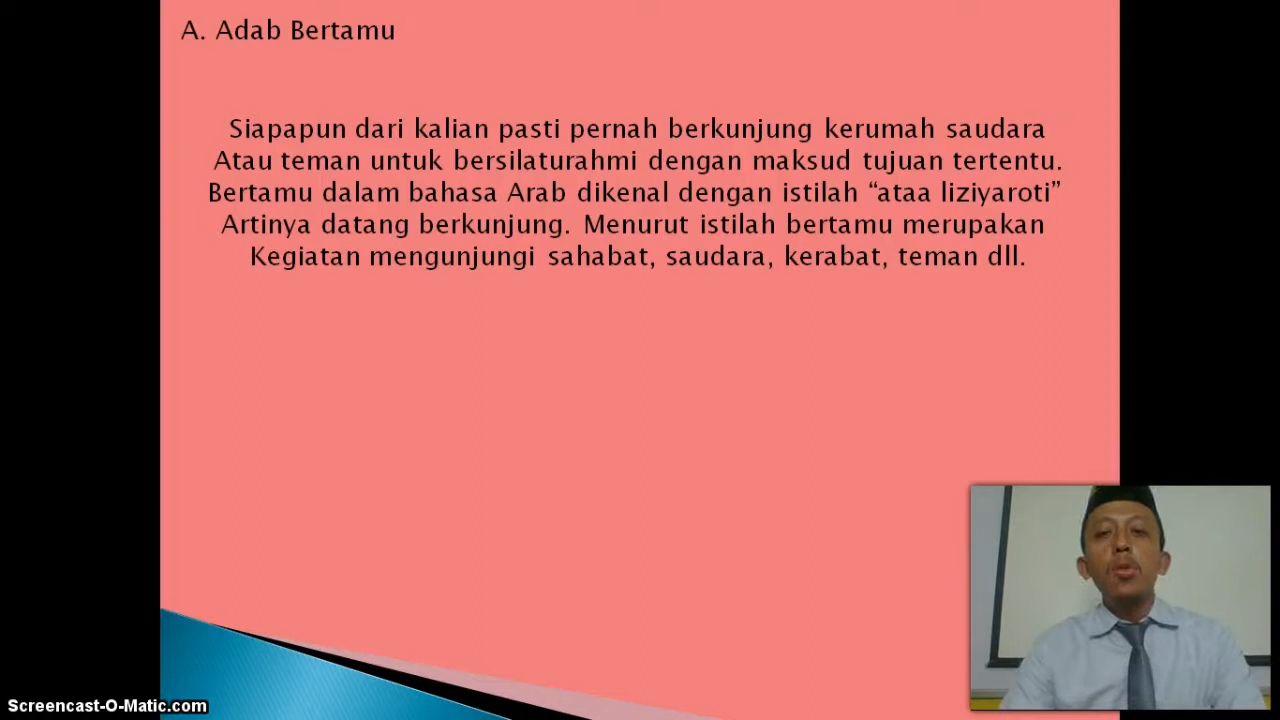 A. Adab Bertamu
Siapapun dari kalian pasti pernah berkunjung kerumah saudara
Atau teman untuk bersilaturahmi dengan maksud tujuan tertentu.
Bertamu dalam bahasa Arab dikenal dengan istilah “ataa liziyaroti”
Artinya datang berkunjung. Menurut istilah bertamu merupakan
Kegiatan mengunjungi sahabat, saudara, kerabat, teman dll.
Screencast-O-Matic.com